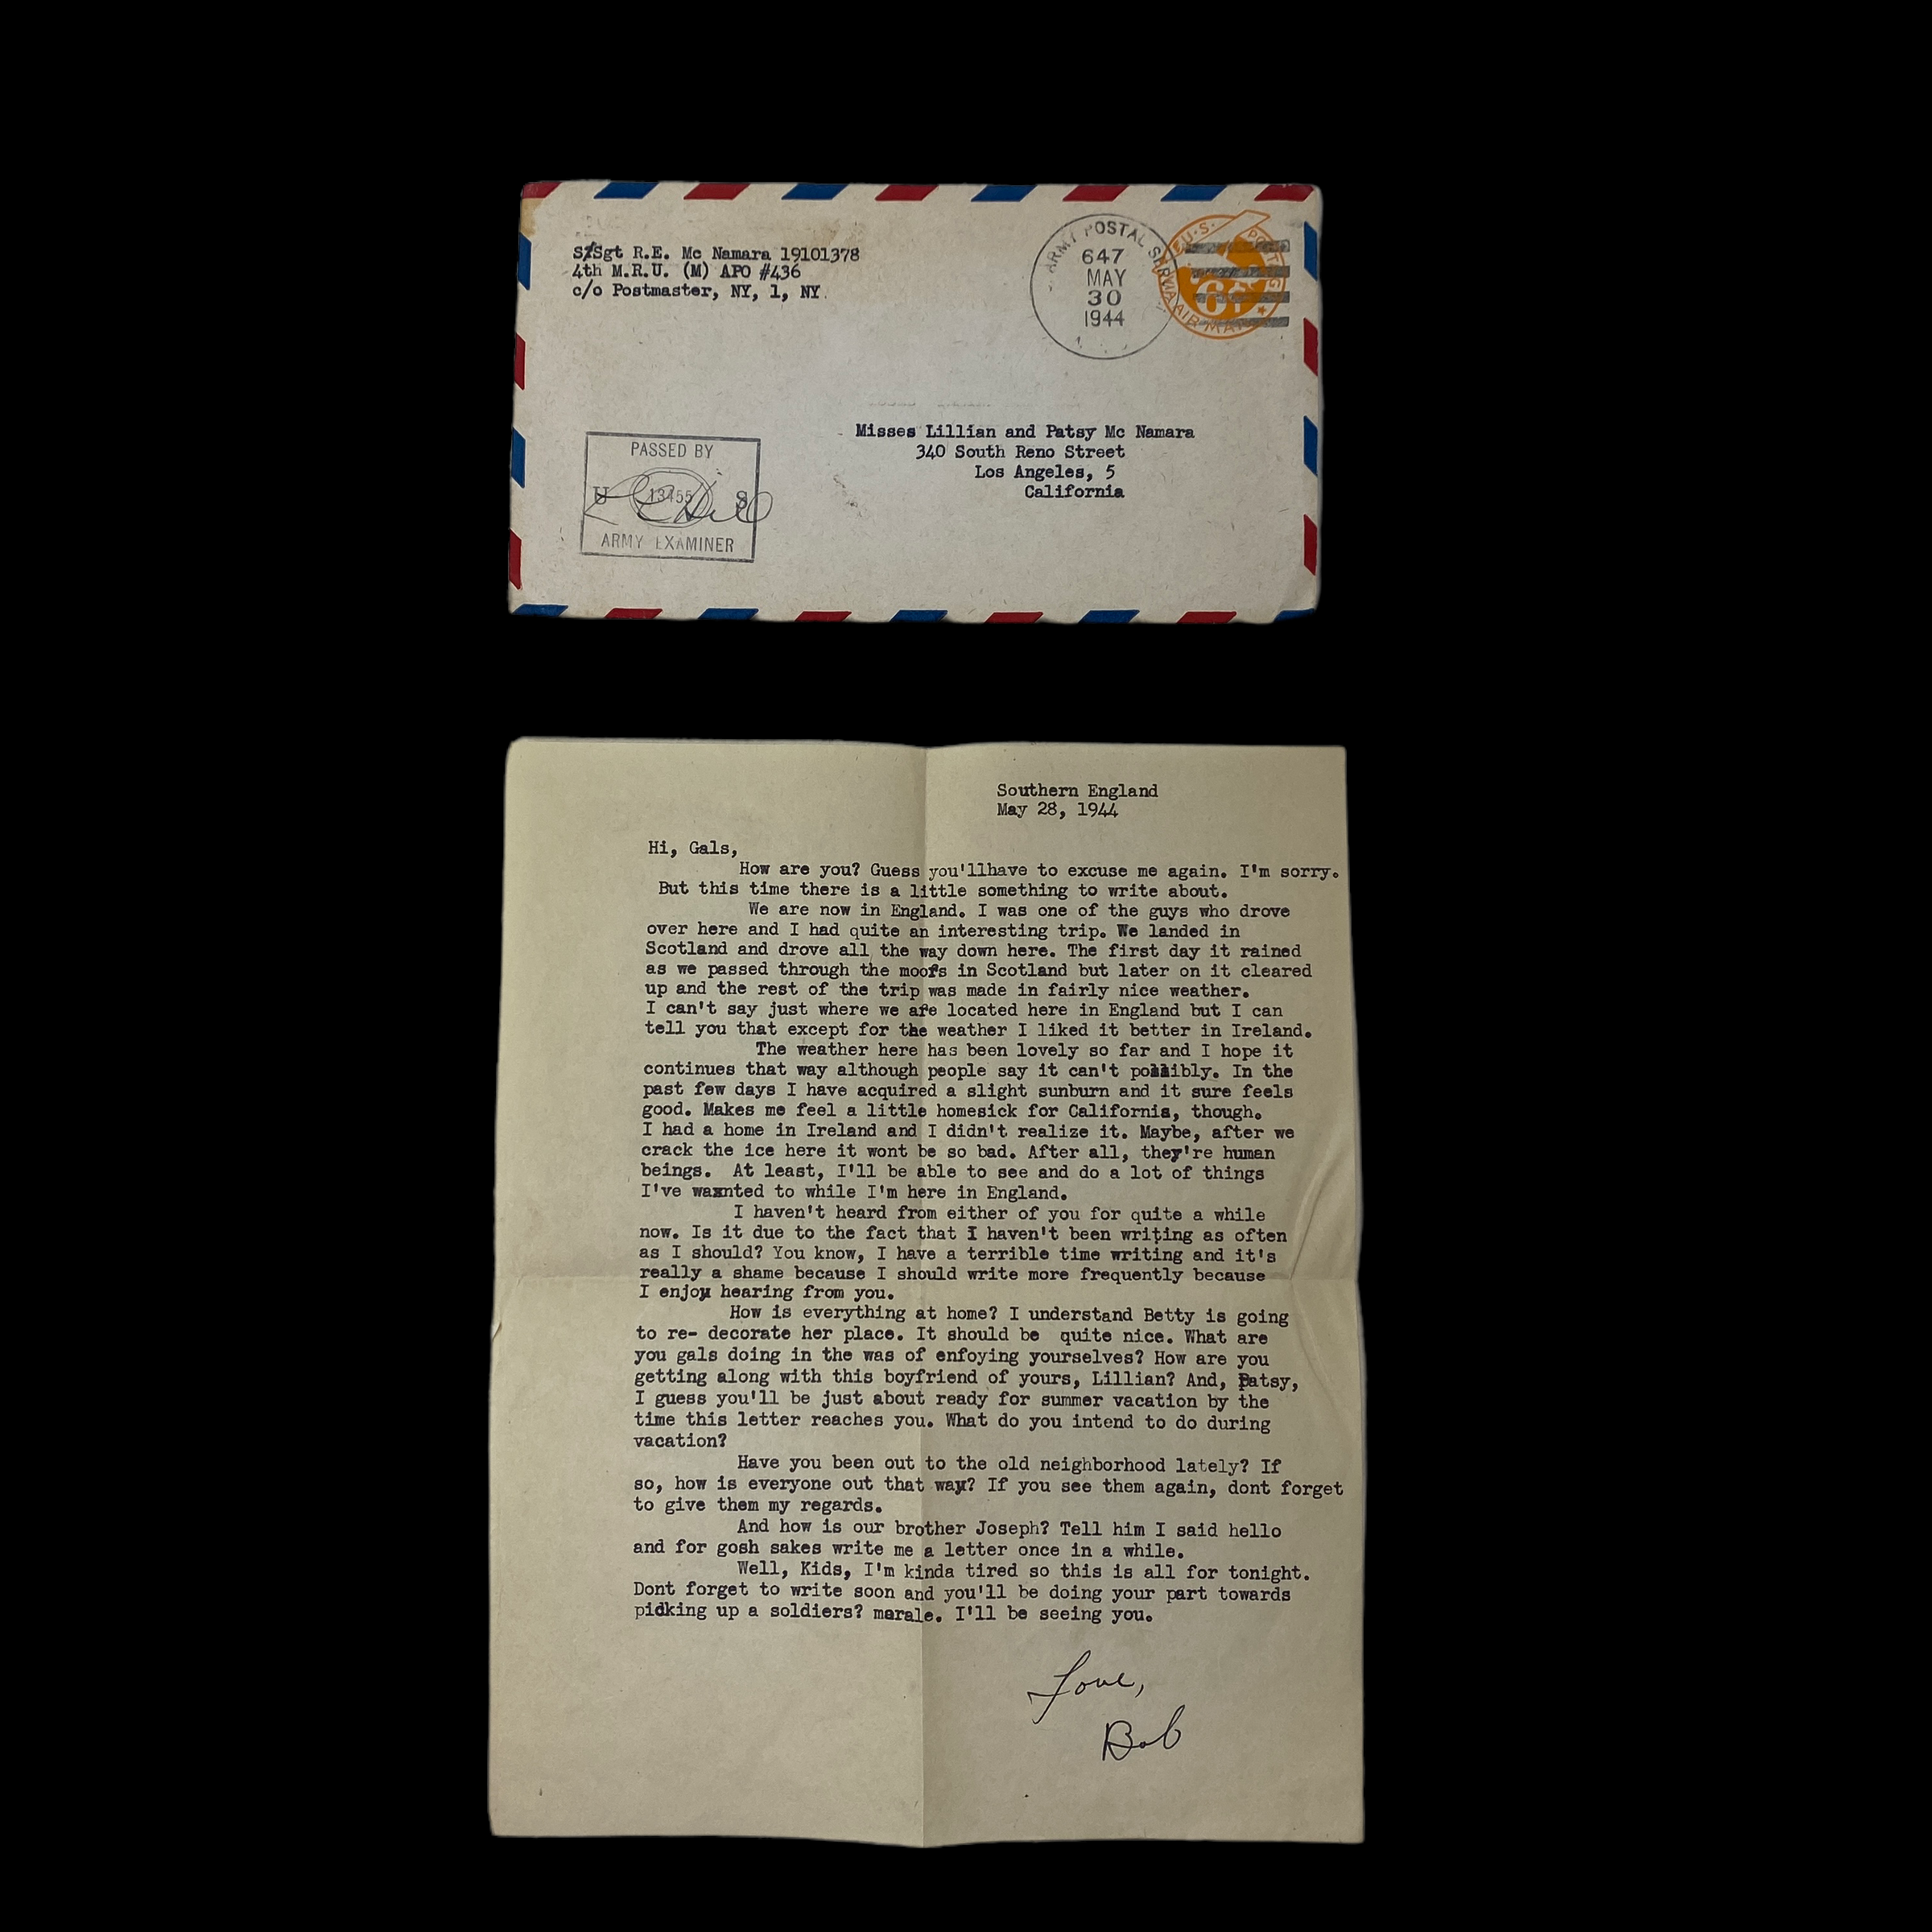 S/Sgt R.E. Mc Namara 19101378
4th M.R.U. (M) APO #436
c/o Postmaster, NY, 1, NY
ARMY POSTAL SERVICE
647
MAY
30
1944
U.S. POSTAGE
6¢
VIA AIR MAIL
Misses Lillian and Patsy Mc Namara
340 South Reno Street
Los Angeles, 5
California
PASSED BY
U 13455 S
ARMY EXAMINER
Southern England
May 28, 1944
Hi, Gals,
How are you? Guess you'llhave to excuse me again. I'm sorry.
But this time there is a little something to write about.
We are now in England. I was one of the guys who drove
over here and I had quite an interesting trip. We landed in
Scotland and drove all the way down here. The first day it rained
as we passed through the moors in Scotland but later on it cleared
up and the rest of the trip was made in fairly nice weather.
I can't say just where we are located here in England but I can
tell you that except for the weather I liked it better in Ireland.
The weather here has been lovely so far and I hope it
continues that way although people say it can't possibly. In the
past few days I have acquired a slight sunburn and it sure feels
good. Makes me feel a little homesick for California, though.
I had a home in Ireland and I didn't realize it. Maybe, after we
crack the ice here it wont be so bad. After all, they're human
beings. At least, I'll be able to see and do a lot of things
I've waxnted to while I'm here in England.
I haven't heard from either of you for quite a while
now. Is it due to the fact that I haven't been writing as often
as I should? You know, I have a terrible time writing and it's
really a shame because I should write more frequently because
I enjoy hearing from you.
How is everything at home? I understand Betty is going
to re- decorate her place. It should be quite nice. What are
you gals doing in the was of enfoying yourselves? How are you
getting along with this boyfriend of yours, Lillian? And, Patsy,
I guess you'll be just about ready for summer vacation by the
time this letter reaches you. What do you intend to do during
vacation?
Have you been out to the old neighborhood lately? If
so, how is everyone out that way? If you see them again, dont forget
to give them my regards.
And how is our brother Joseph? Tell him I said hello
and for gosh sakes write me a letter once in a while.
Well, Kids, I'm kinda tired so this is all for tonight.
Dont forget to write soon and you'll be doing your part towards
pidking up a soldiers? marale. I'll be seeing you.
Love,
Bob